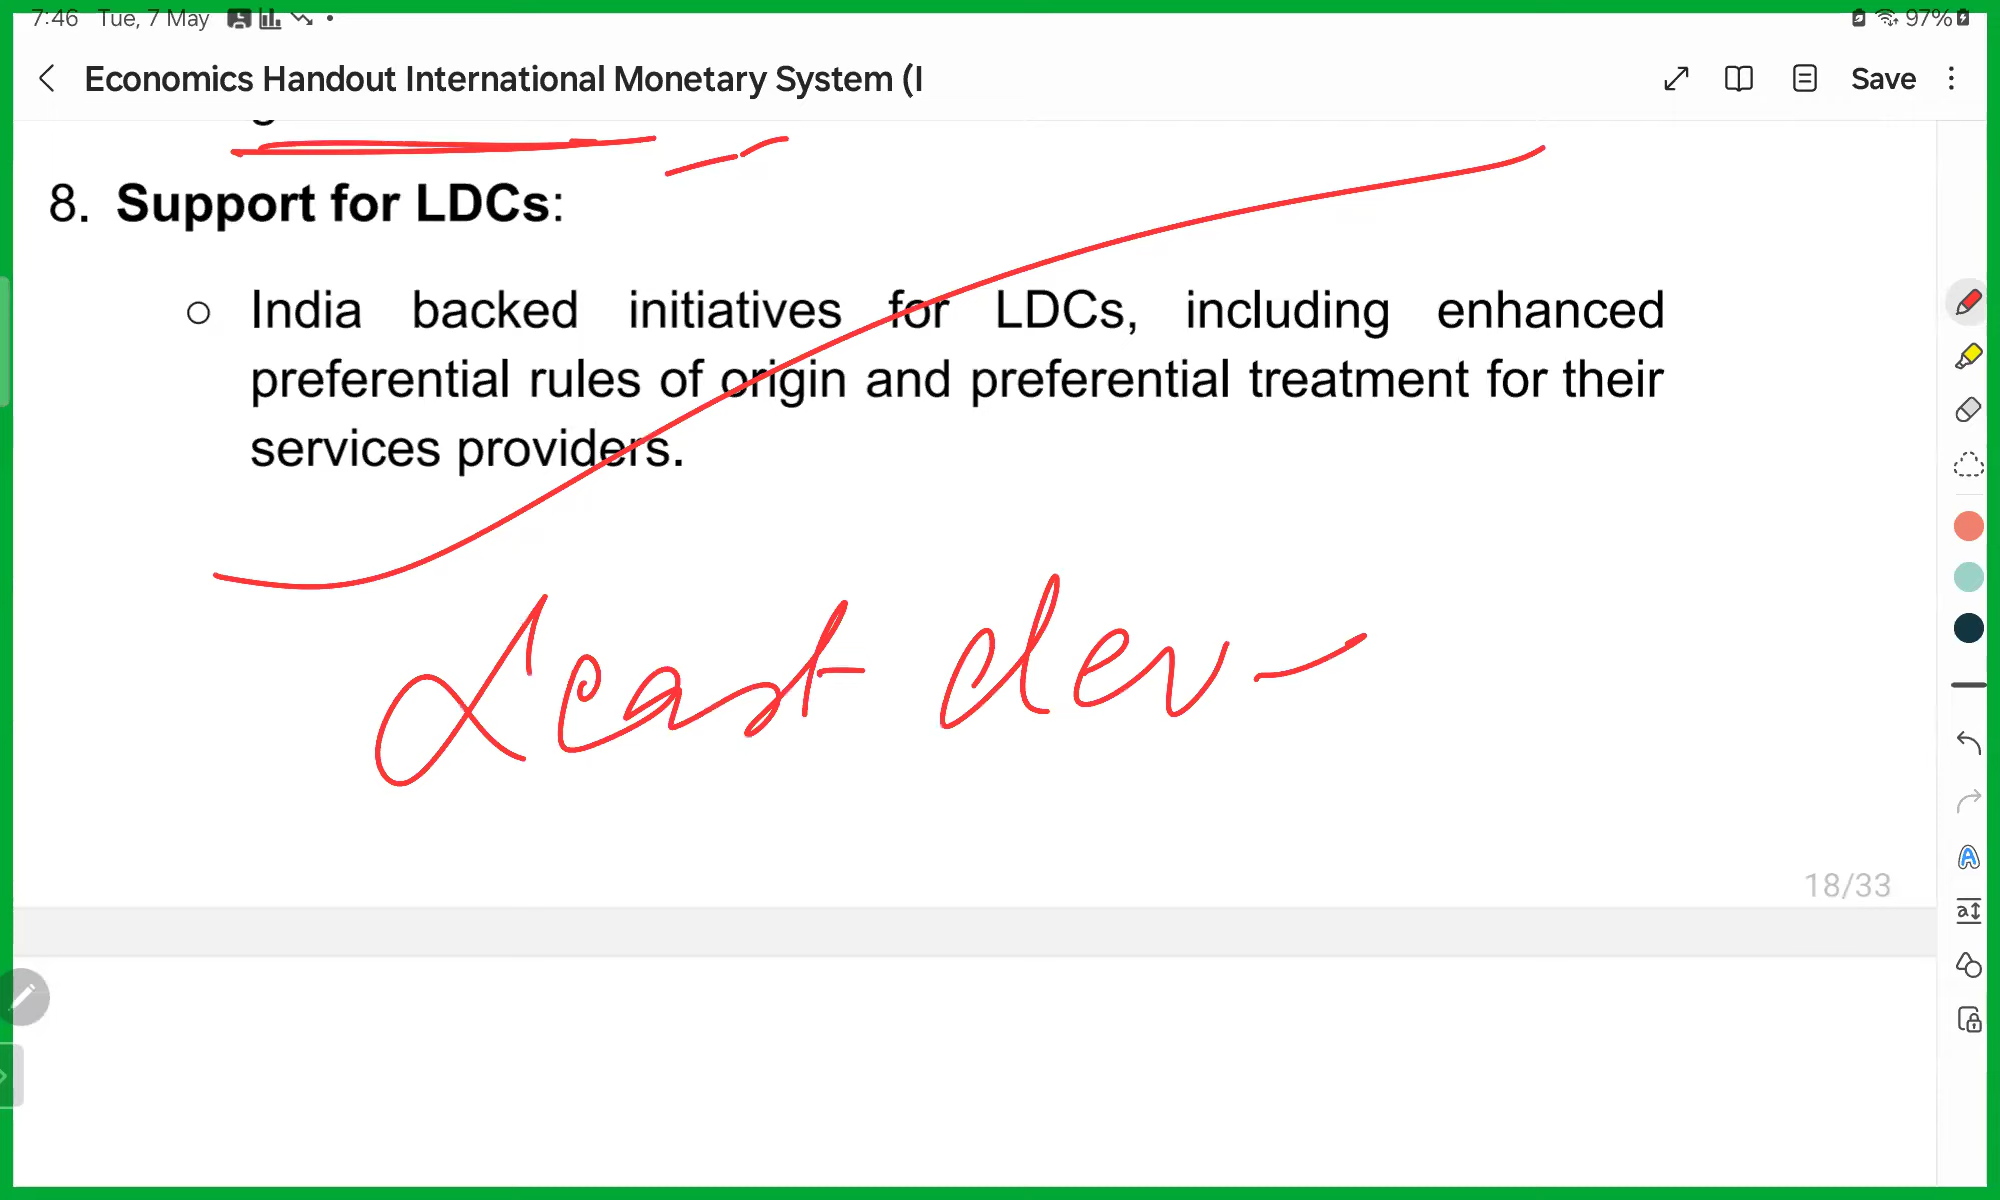 7:46 Tue, 7 May 97%
Economics Handout International Monetary System (I
Save
8. Support for LDCs:
India backed initiatives for LDCs, including enhanced
preferential rules of origin and preferential treatment for their
services providers.
Least dev-
18/33